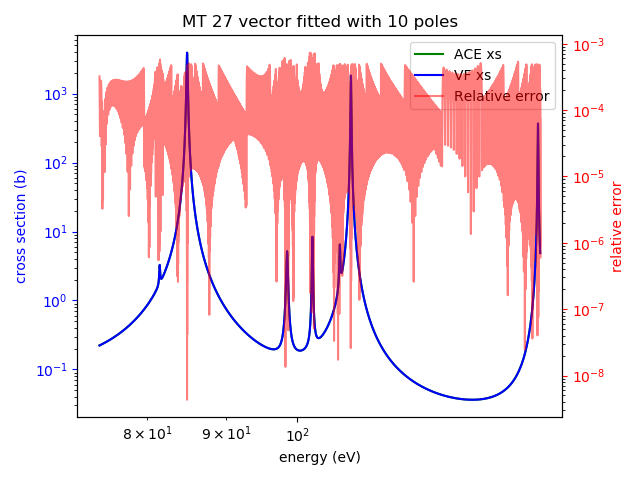 MT 27 vector fitted with 10 poles
ACE xs
VF xs
Relative error
10³
10²
10¹
10⁰
10⁻¹
cross section (b)
10⁻³
10⁻⁴
10⁻⁵
10⁻⁶
10⁻⁷
10⁻⁸
relative error
8 × 10¹
9 × 10¹
10²
energy (eV)